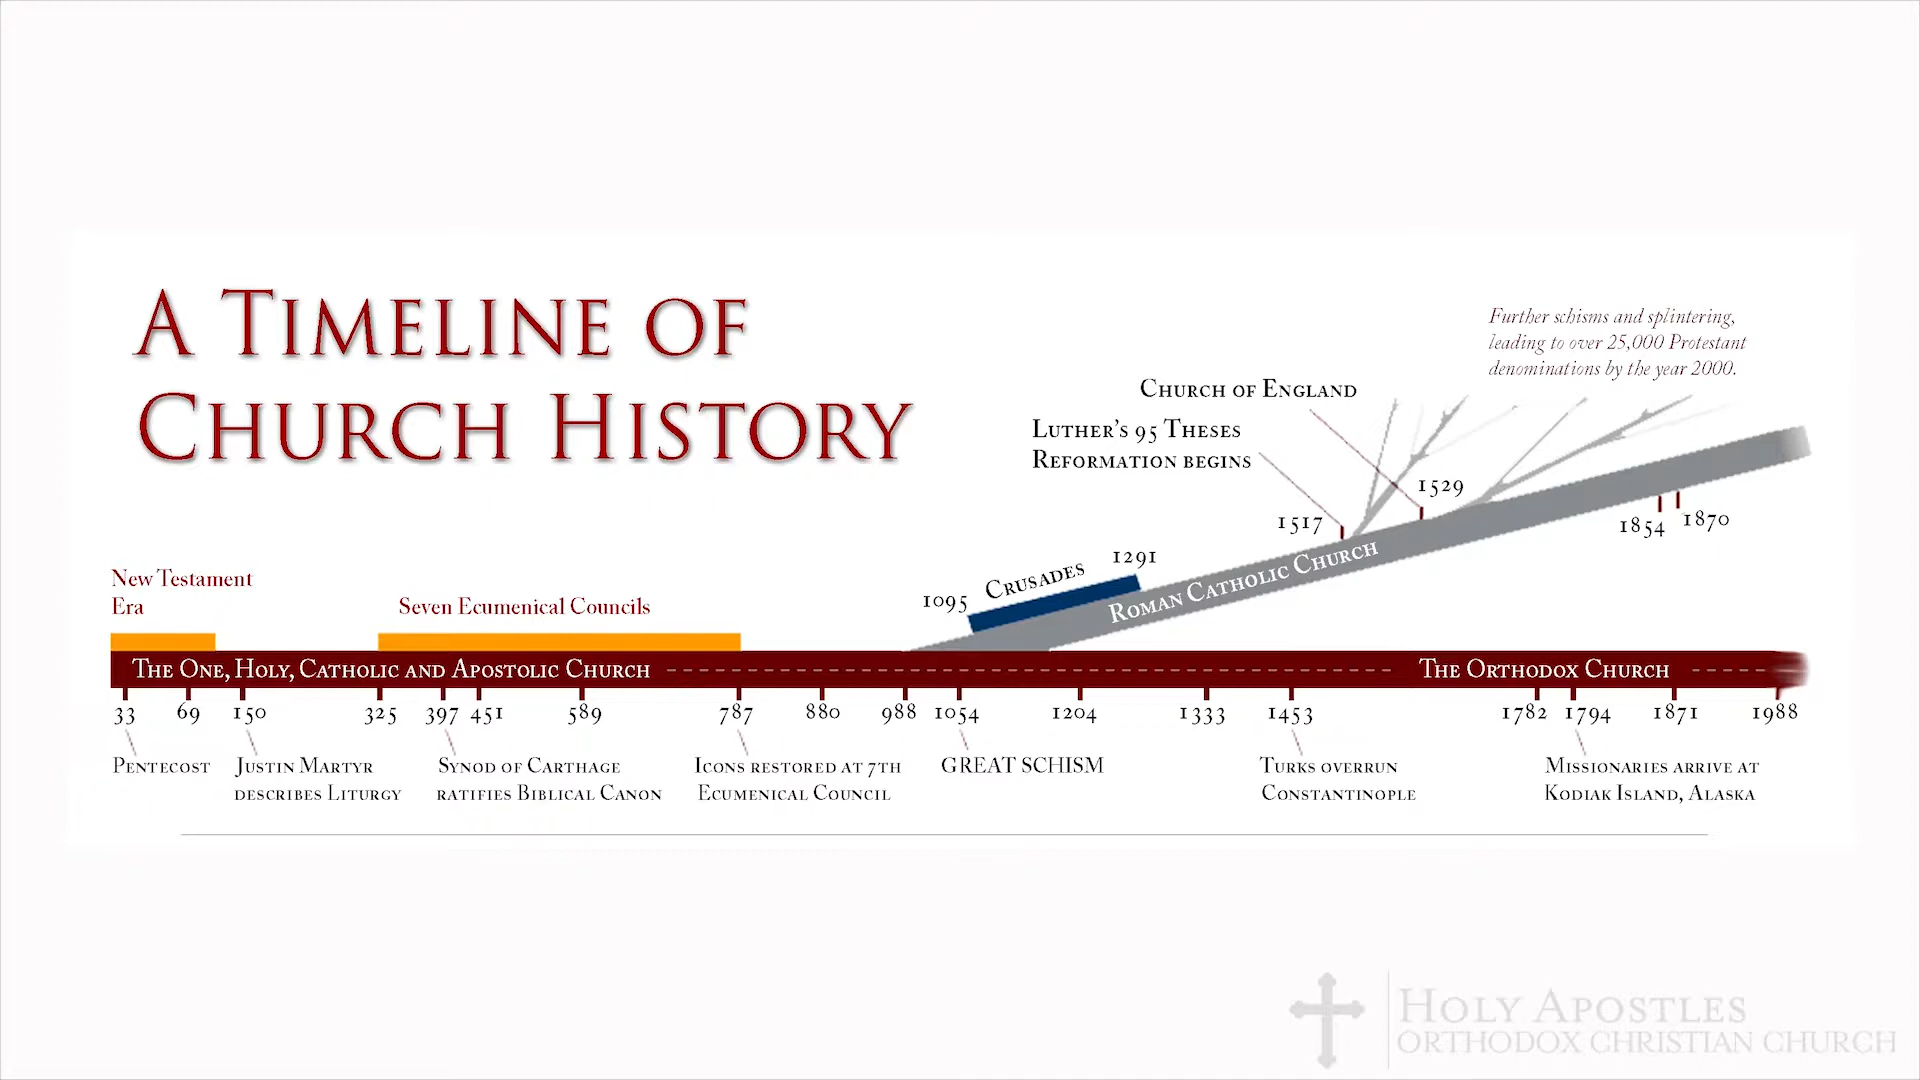 A Timeline of
Church History
Further schisms and splintering,
leading to over 25,000 Protestant
denominations by the year 2000.
Church of England
Luther's 95 Theses
Reformation begins
1529
1517
1854 1870
1291
Crusades
1095
Roman Catholic Church
New Testament
Era
Seven Ecumenical Councils
The One, Holy, Catholic and Apostolic Church
The Orthodox Church
33 69 150 325 397 451 589 787 880 988 1054 1204 1333 1453 1782 1794 1871 1988
Pentecost
Justin Martyr
describes Liturgy
Synod of Carthage
ratifies Biblical Canon
Icons restored at 7th
Ecumenical Council
GREAT SCHISM
Turks overrun
Constantinople
Missionaries arrive at
Kodiak Island, Alaska
Holy Apostles
Orthodox Christian Church